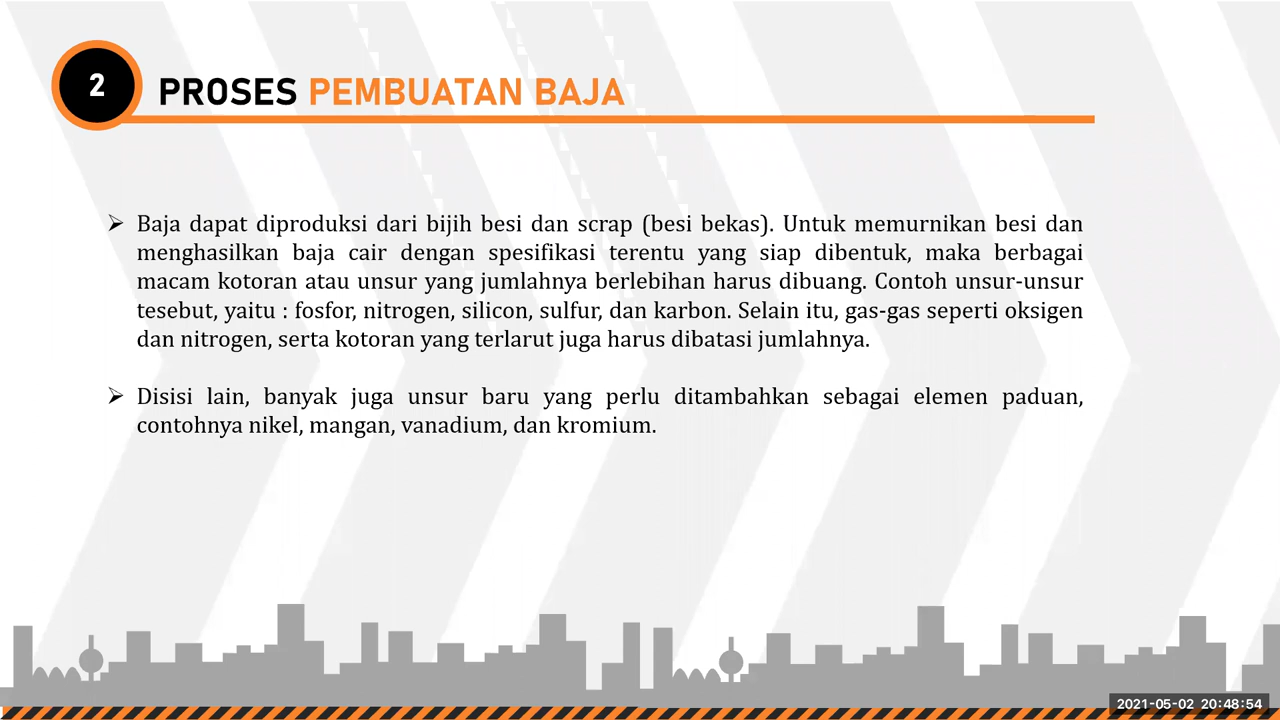 2
PROSES PEMBUATAN BAJA
➢ Baja dapat diproduksi dari bijih besi dan scrap (besi bekas). Untuk memurnikan besi dan
menghasilkan baja cair dengan spesifikasi terentu yang siap dibentuk, maka berbagai
macam kotoran atau unsur yang jumlahnya berlebihan harus dibuang. Contoh unsur-unsur
tesebut, yaitu : fosfor, nitrogen, silicon, sulfur, dan karbon. Selain itu, gas-gas seperti oksigen
dan nitrogen, serta kotoran yang terlarut juga harus dibatasi jumlahnya.
➢ Disisi lain, banyak juga unsur baru yang perlu ditambahkan sebagai elemen paduan,
contohnya nikel, mangan, vanadium, dan kromium.
2021-05-02 20:48:54